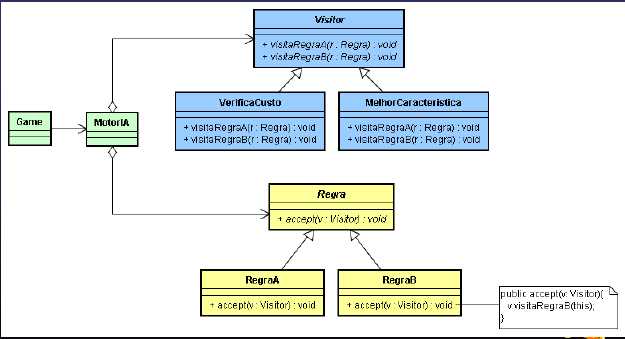 Visitor
+ visitaRegraA(r : Regra) : void
+ visitaRegraB(r : Regra) : void
VerificaCusto
+ visitaRegraA(r : Regra) : void
+ visitaRegraB(r : Regra) : void
MelhorCaracteristica
+ visitaRegraA(r : Regra) : void
+ visitaRegraB(r : Regra) : void
Game
MotorIA
Regra
+ accept(v : Visitor) : void
RegraA
+ accept(v : Visitor) : void
RegraB
+ accept(v : Visitor) : void
public accept(v: Visitor){
v.visitaRegraB(this);
}